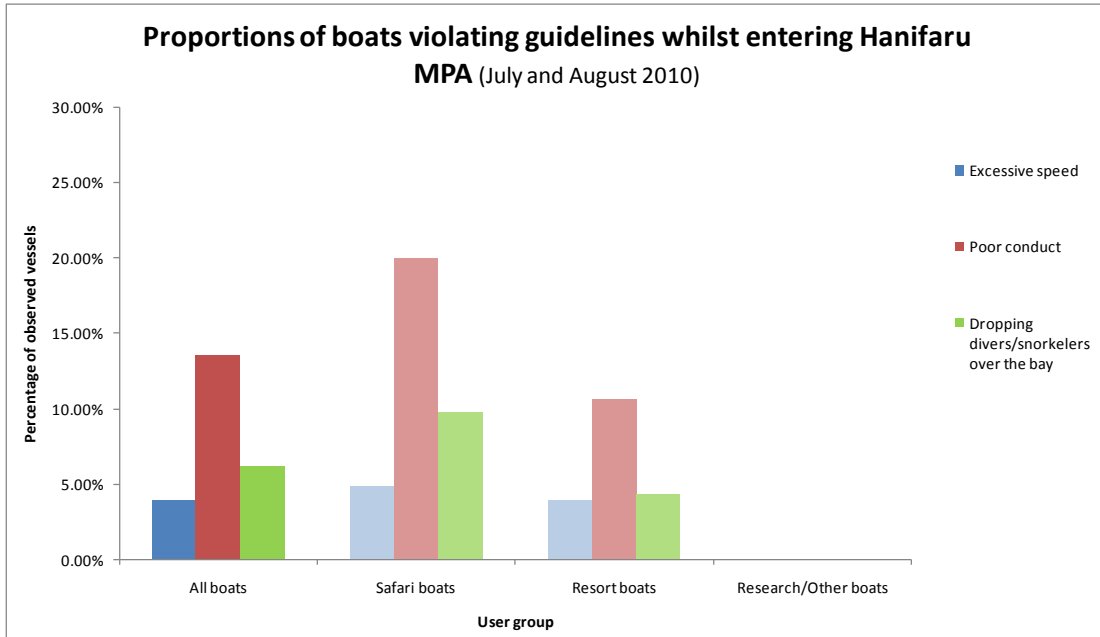 Proportions of boats violating guidelines whilst entering Hanifaru
MPA (July and August 2010)
30.00%
25.00%
20.00%
15.00%
10.00%
5.00%
0.00%
Percentage of observed vessels
All boats
Safari boats
Resort boats
Research/Other boats
User group
Excessive speed
Poor conduct
Dropping
divers/snorkelers
over the bay